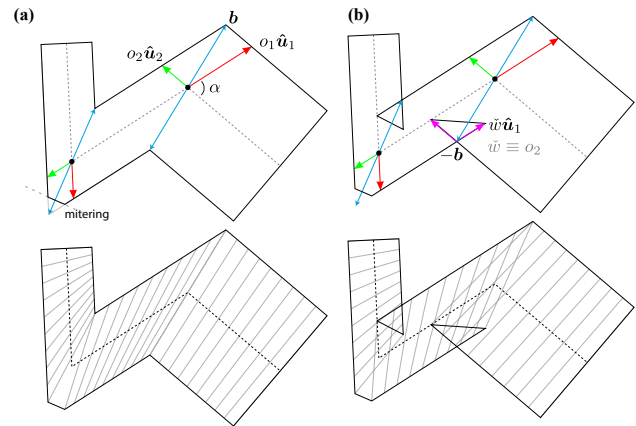 (a)
b
o₂û₂
o₁û₁
α
mitering
(b)
w̌û₁
−b
w̌ ≡ o₂